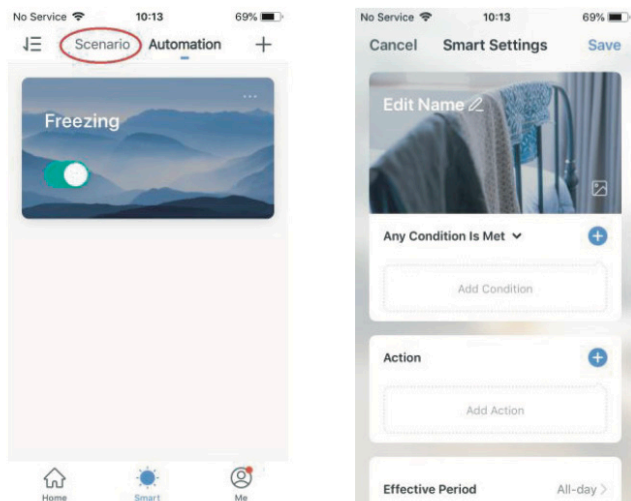 No Service 10:13 69%
Scenario Automation
Freezing
Home Smart Me
No Service 10:13 69%
Cancel Smart Settings Save
Edit Name
Any Condition Is Met
Add Condition
Action
Add Action
Effective Period All-day